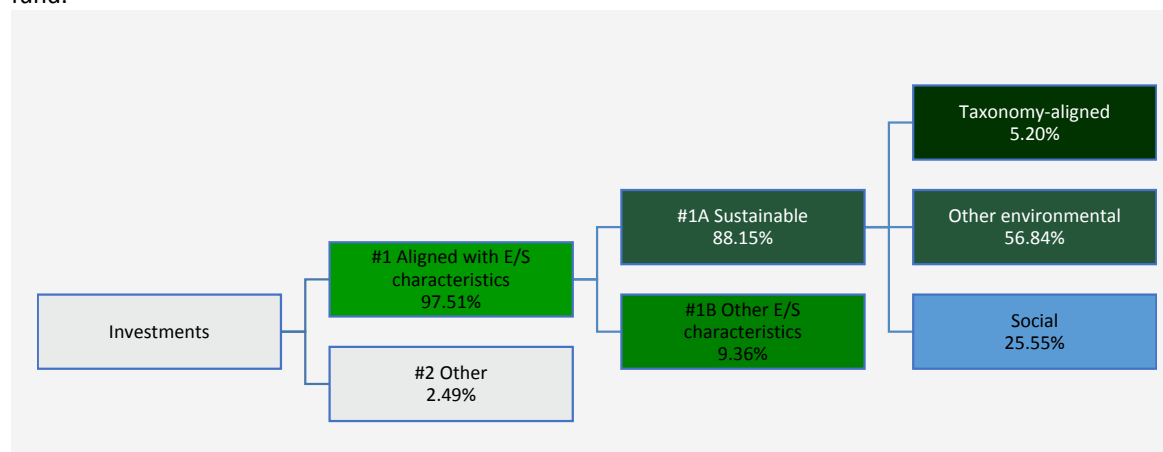 Taxonomy-aligned
5.20%
#1A Sustainable
88.15%
Other environmental
56.84%
#1 Aligned with E/S
characteristics
97.51%
Investments
#1B Other E/S
characteristics
9.36%
Social
25.55%
#2 Other
2.49%